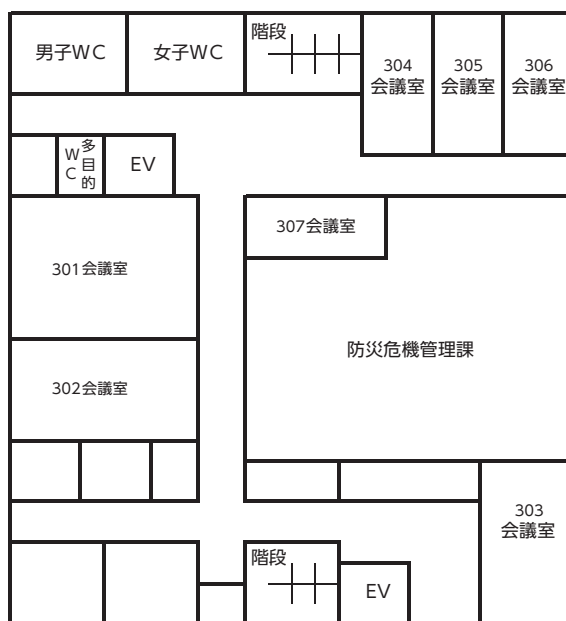 男子WC
女子WC
階段
304
会議室
305
会議室
306
会議室
多目的
WC
EV
301会議室
307会議室
防災危機管理課
302会議室
303
会議室
階段
EV